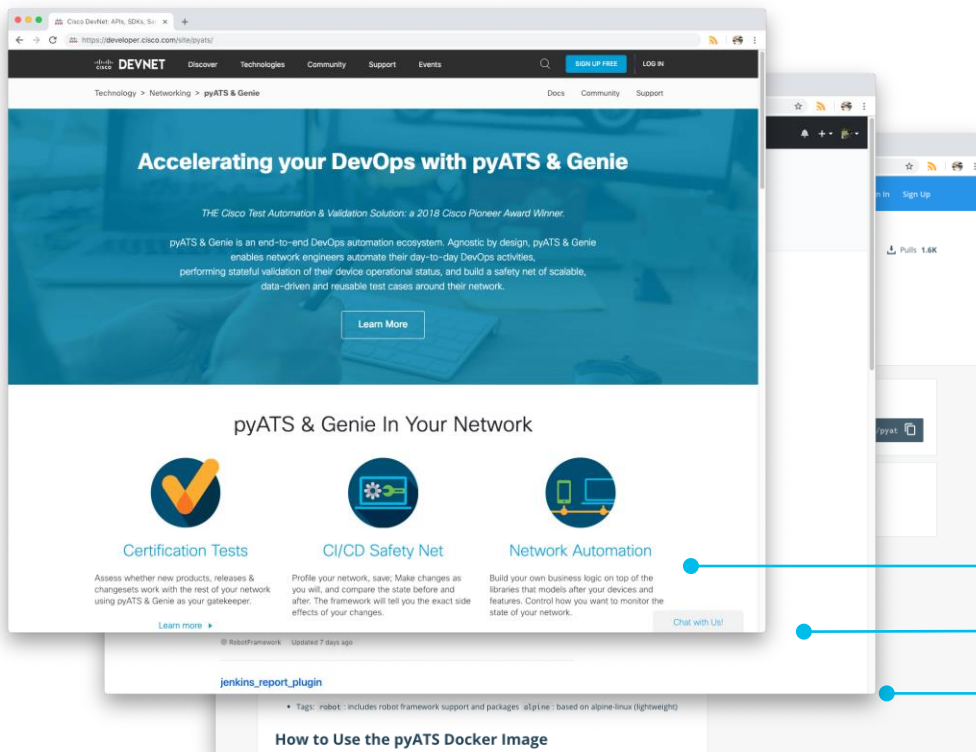 Cisco DevNet: APIs, SDKs, San
https://developer.cisco.com/site/pyats/
cisco DEVNET Discover Technologies Community Support Events SIGN UP FREE LOG IN
Technology > Networking > pyATS & Genie Docs Community Support
Accelerating your DevOps with pyATS & Genie
THE Cisco Test Automation & Validation Solution: a 2018 Cisco Pioneer Award Winner.
pyATS & Genie is an end-to-end DevOps automation ecosystem. Agnostic by design, pyATS & Genie
enables network engineers automate their day-to-day DevOps activities,
performing stateful validation of their device operational status, and build a safety net of scalable,
data-driven and reusable test cases around their network.
Learn More
pyATS & Genie In Your Network
Certification Tests
Assess whether new products, releases &
changesets work with the rest of your network
using pyATS & Genie as your gatekeeper.
Learn more
CI/CD Safety Net
Profile your network, save; Make changes as
you will, and compare the state before and
after. The framework will tell you the exact side
effects of your changes.
Network Automation
Build your own business logic on top of the
libraries that models after your devices and
features. Control how you want to monitor the
state of your network.
Chat with Us!
n In Sign Up
Pulls 1.6K
/pyat
RobotFramework Updated 7 days ago
jenkins_report_plugin
• Tags: robot : includes robot framework support and packages alpine : based on alpine-linux (lightweight)
How to Use the pyATS Docker Image